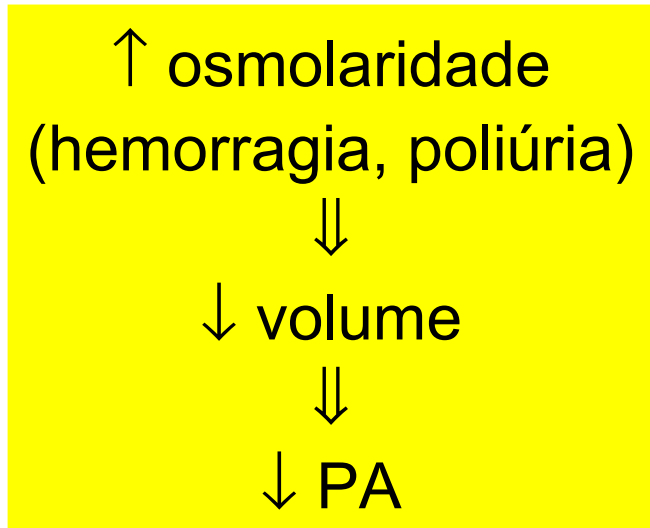 ↑ osmolaridade
(hemorragia, poliúria)
⇓
↓ volume
⇓
↓ PA